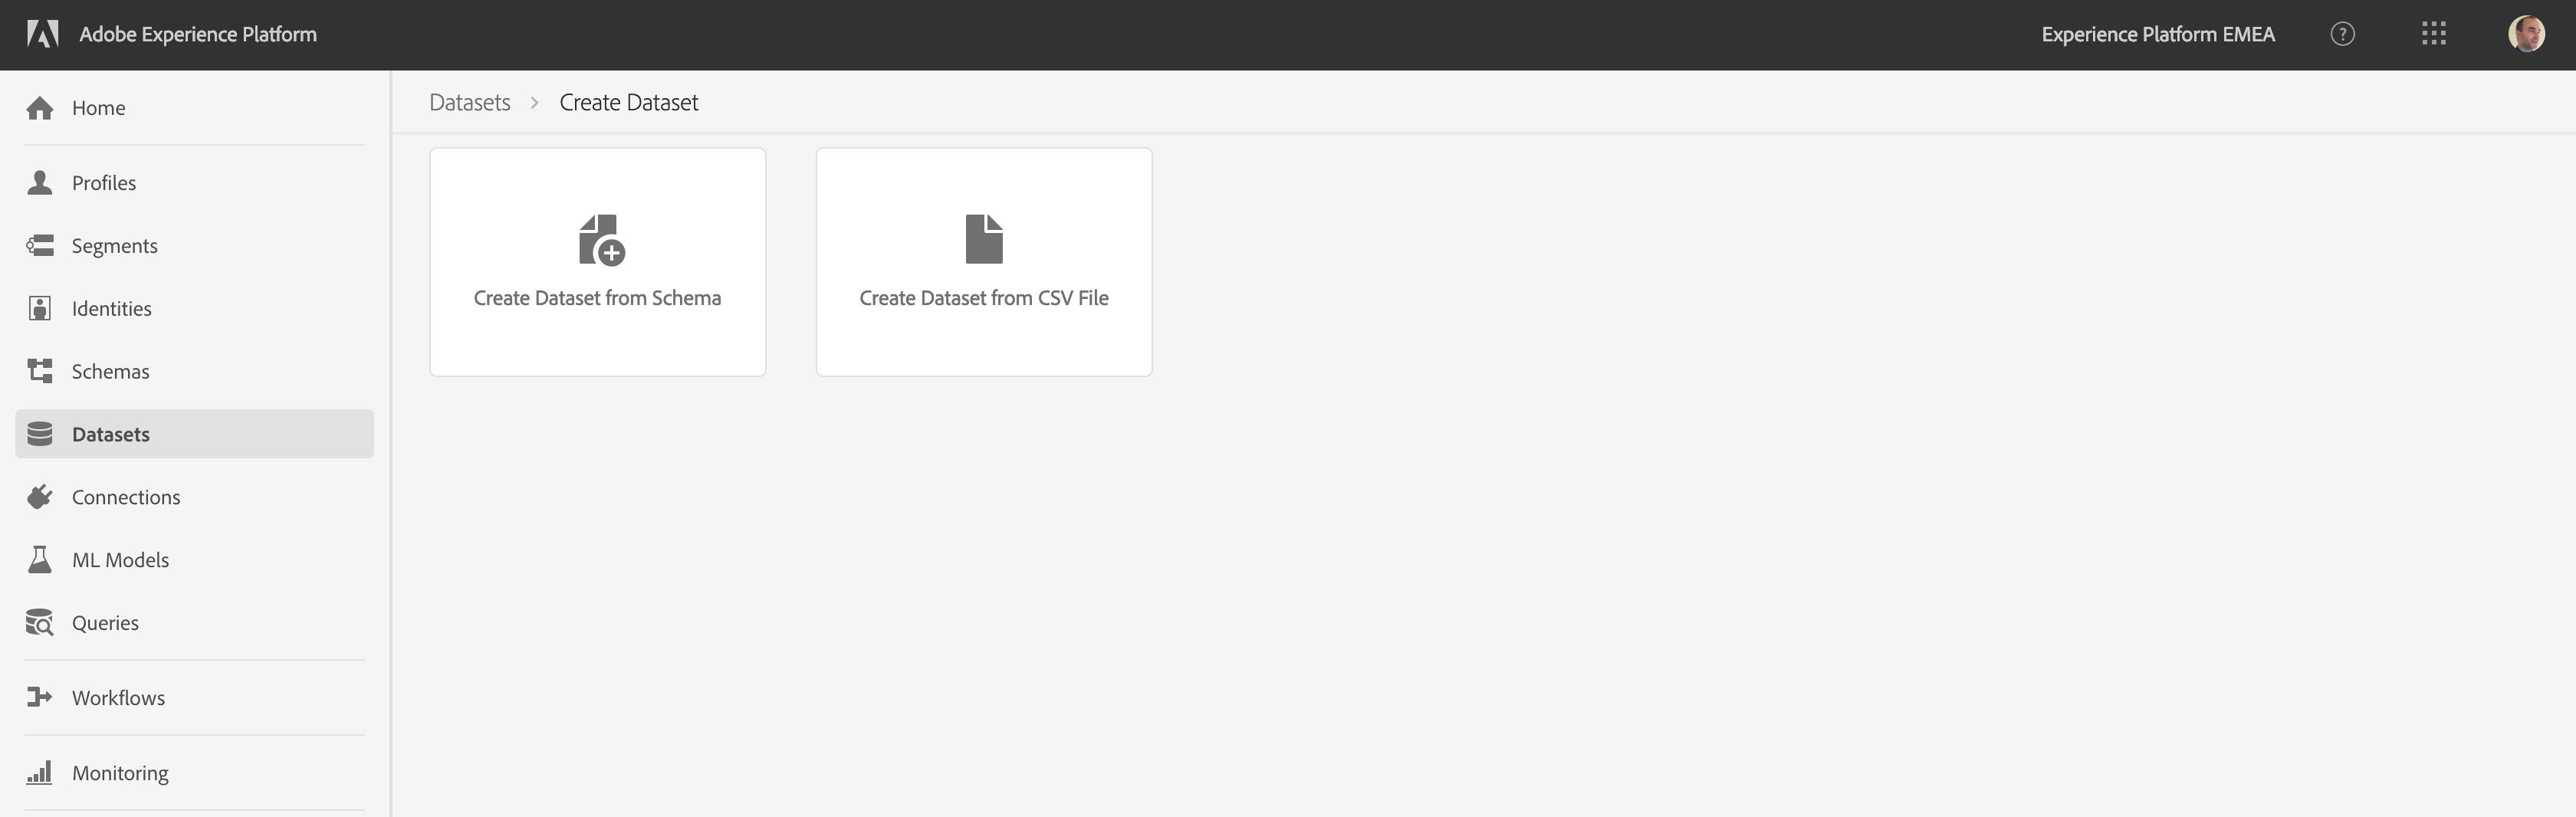 Adobe Experience Platform
Experience Platform EMEA
?
Home
Profiles
Segments
Identities
Schemas
Datasets
Connections
ML Models
Queries
Workflows
Monitoring
Datasets > Create Dataset
Create Dataset from Schema
Create Dataset from CSV File